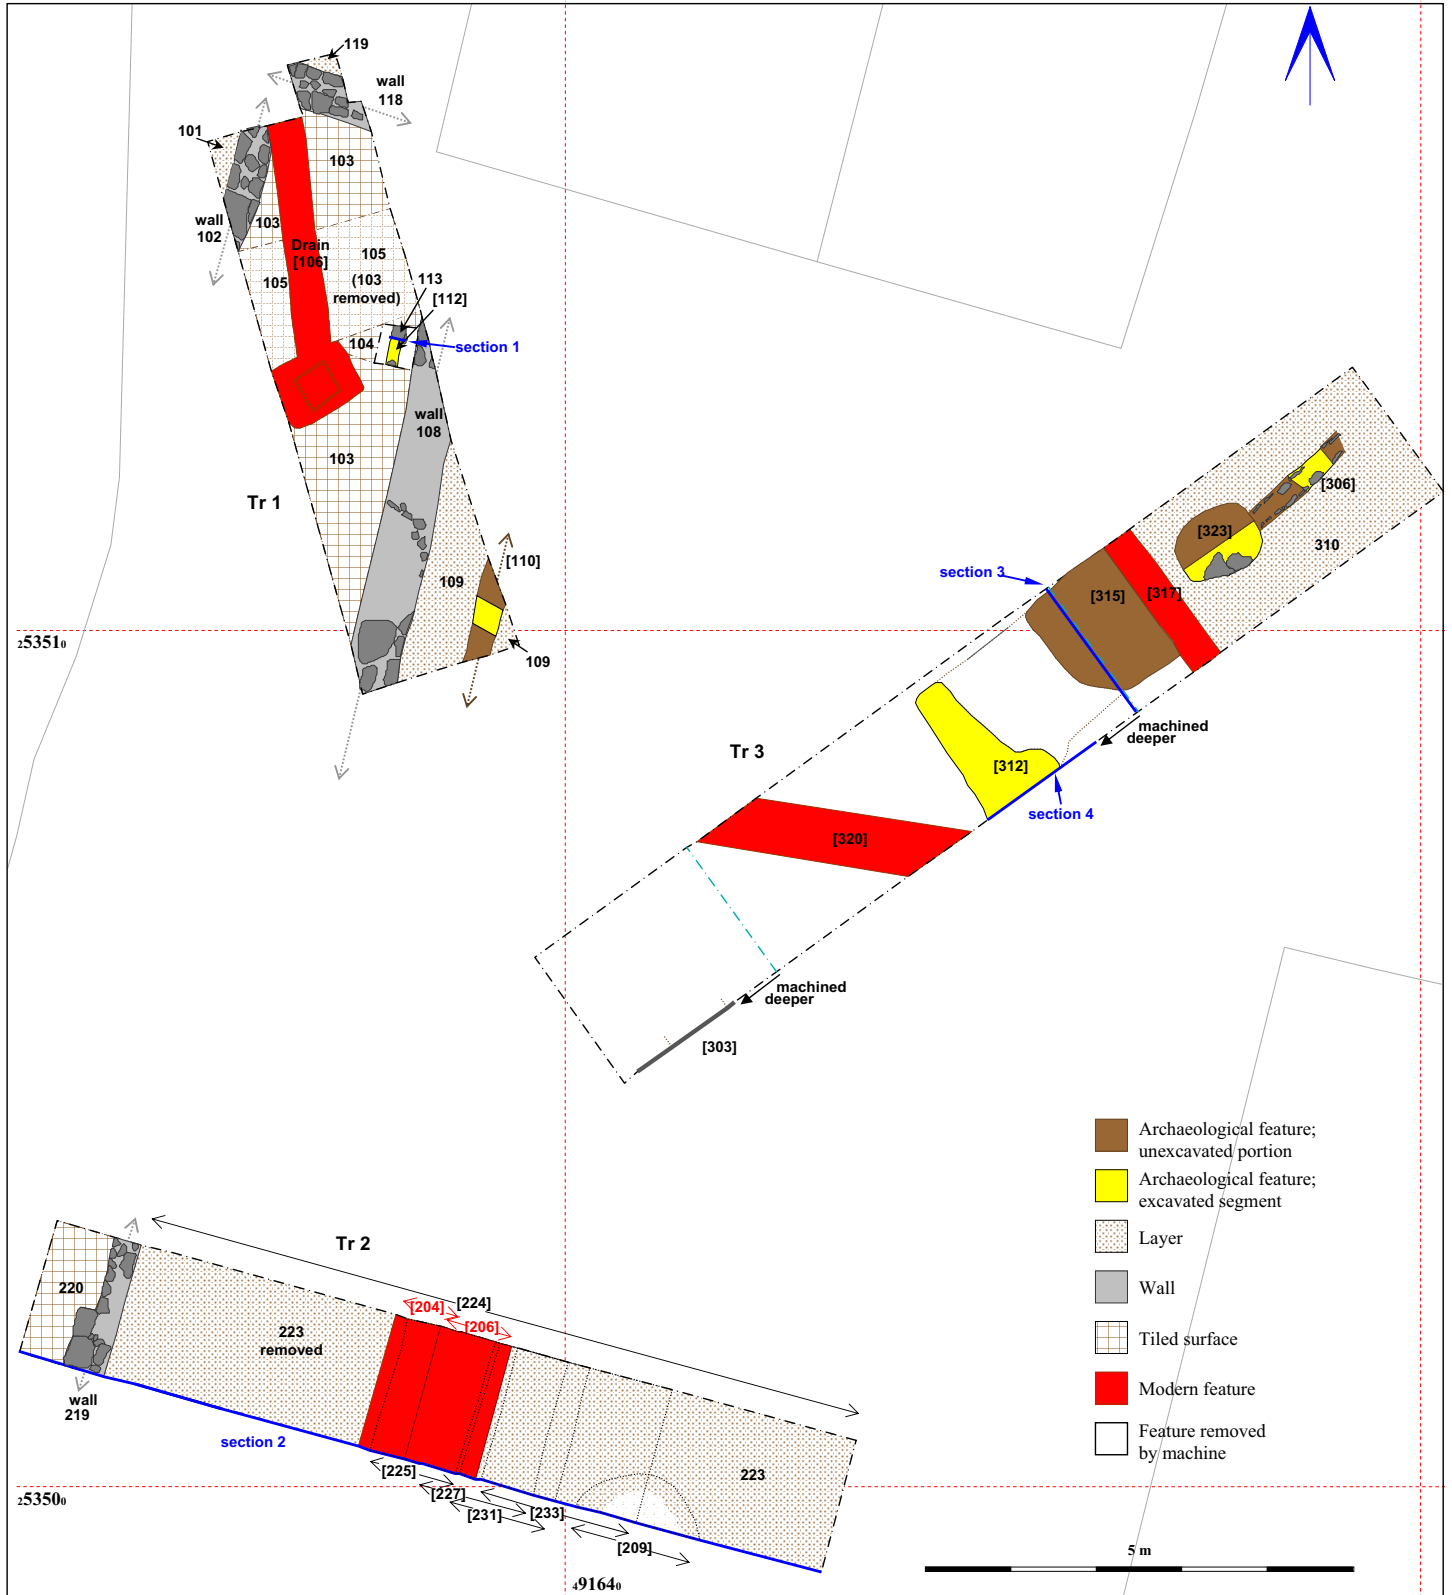 119
wall
118
101
103
wall
102
103
Drain
[106]
105
105
(103
removed)
113
[112]
104
section 1
wall
108
103
Tr 1
109
[110]
109
25351₀
[306]
[323]
310
section 3
[315]
[317]
machined
deeper
Tr 3
[312]
section 4
[320]
machined
deeper
[303]
Archaeological feature;
unexcavated portion
Archaeological feature;
excavated segment
Layer
Wall
Tiled surface
Modern feature
Feature removed
by machine
Tr 2
220
[204]
[224]
[206]
223
removed
wall
219
section 2
[225]
[227]
[231]
[233]
[209]
223
25350₀
49164₀
5 m